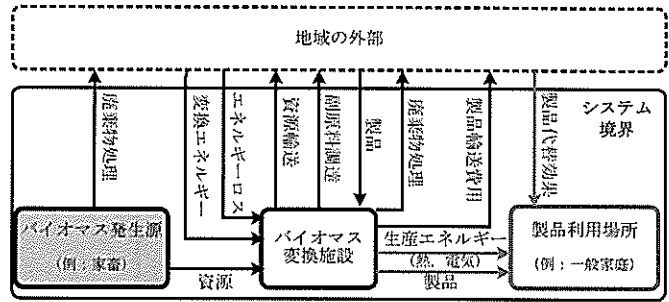 地域の外部
廃棄物処理
変換エネルギー
エネルギーロス
資源輸送
副原料調達
製品
廃棄物処理
製品輸送費用
製品代替効果
システム
境界
バイオマス発生源
(例:家畜)
資源
バイオマス
変換施設
生産エネルギー
(熱、電気)
製品
製品利用場所
(例:一般家庭)